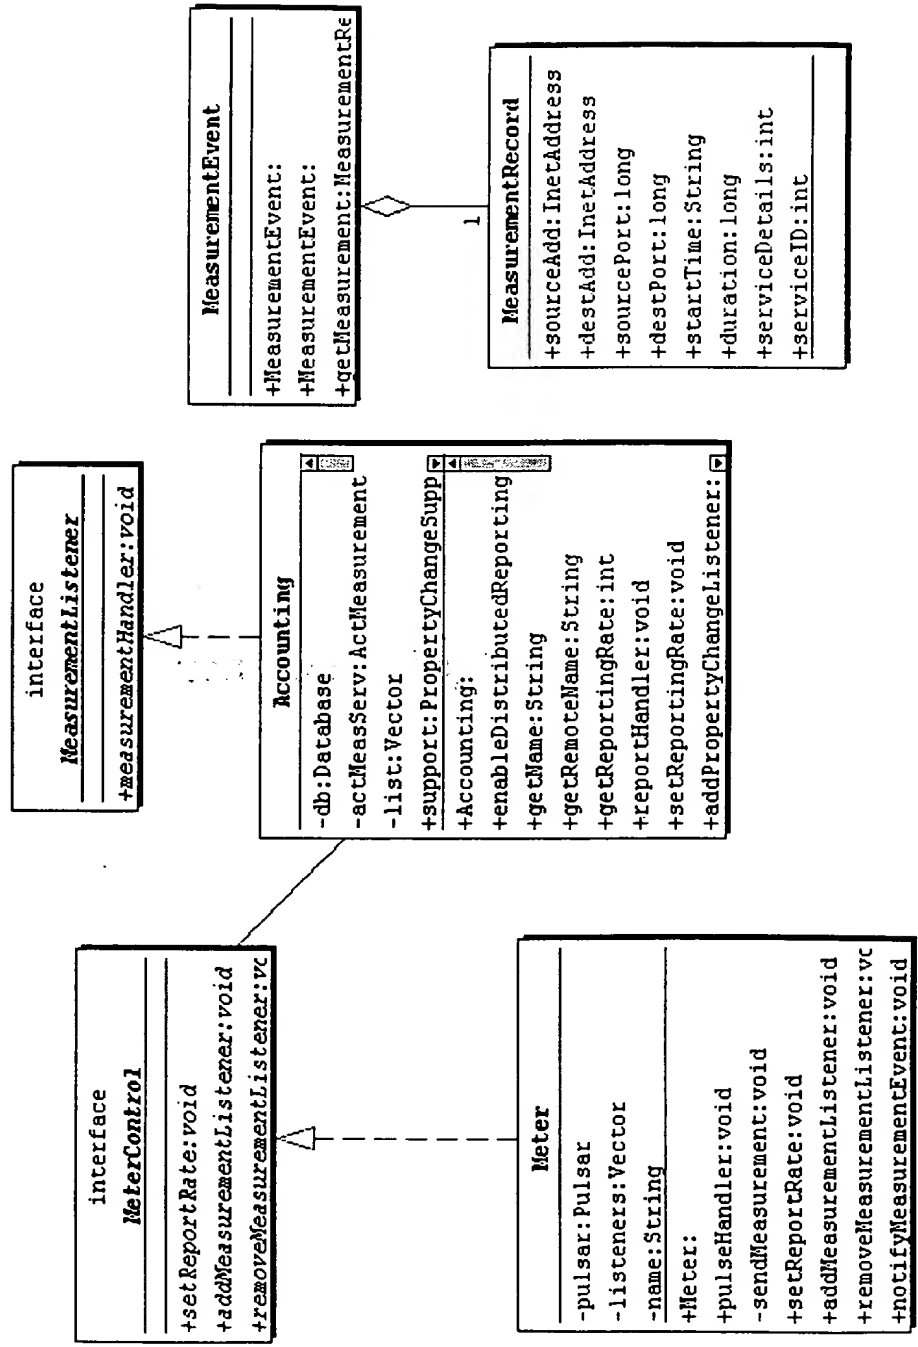 interface
MeterControl
+setReportRate:void
+addMeasurementListener:void
+removeMeasurementListener:vc
Meter
-pulsar:Pulsar
-listeners:Vector
-name:String
+Meter:
+pulseHandler:void
-sendMeasurement:void
+setReportRate:void
+addMeasurementListener:void
+removeMeasurementListener:vc
+notifyMeasurementEvent:void
interface
MeasurementListener
+measurementHandler:void
Accounting
-db:Database
-actMeasServ:ActMeasurement
-list:Vector
+support:PropertyChangeSupp
+Accounting:
+enableDistributedReporting
+getName:String
+getRemoteName:String
+getReportingRate:int
+reportHandler:void
+setReportingRate:void
+addPropertyChangeListener:
MeasurementEvent
+MeasurementEvent:
+MeasurementEvent:
+getMeasurement:MeasurementRe
1
MeasurementRecord
+sourceAdd:InetAddress
+destAdd:InetAddress
+sourcePort:long
+destPort:long
+startTime:String
+duration:long
+serviceDetails:int
+serviceID:int